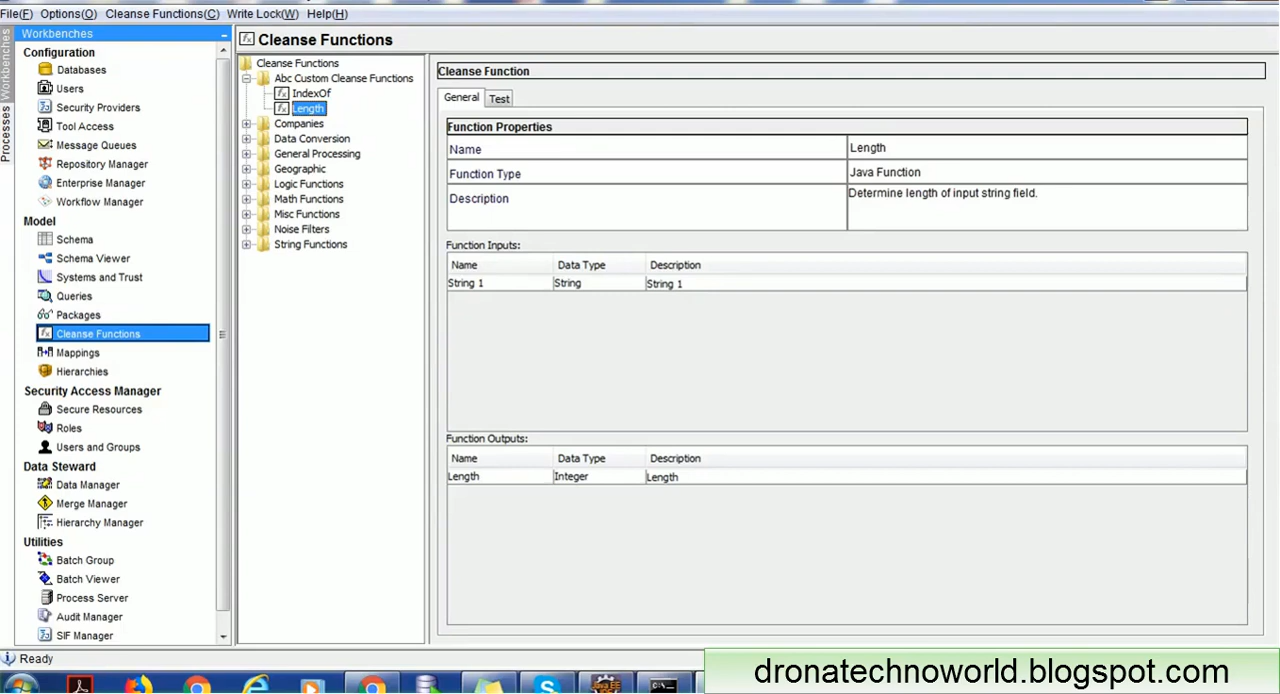 File(F) Options(O) Cleanse Functions(C) Write Lock(W) Help(H)
Workbenches
Processes
Workbenches
Configuration
Databases
Users
Security Providers
Tool Access
Message Queues
Repository Manager
Enterprise Manager
Workflow Manager
Model
Schema
Schema Viewer
Systems and Trust
Queries
Packages
Cleanse Functions
Mappings
Hierarchies
Security Access Manager
Secure Resources
Roles
Users and Groups
Data Steward
Data Manager
Merge Manager
Hierarchy Manager
Utilities
Batch Group
Batch Viewer
Process Server
Audit Manager
SIF Manager
Cleanse Functions
Cleanse Functions
Abc Custom Cleanse Functions
IndexOf
Length
Companies
Data Conversion
General Processing
Geographic
Logic Functions
Math Functions
Misc Functions
Noise Filters
String Functions
Cleanse Function
General Test
Function Properties
Name Length
Function Type Java Function
Description Determine length of input string field.
Function Inputs:
Name Data Type Description
String 1 String String 1
Function Outputs:
Name Data Type Description
Length Integer Length
Ready
dronatechnoworld.blogspot.com